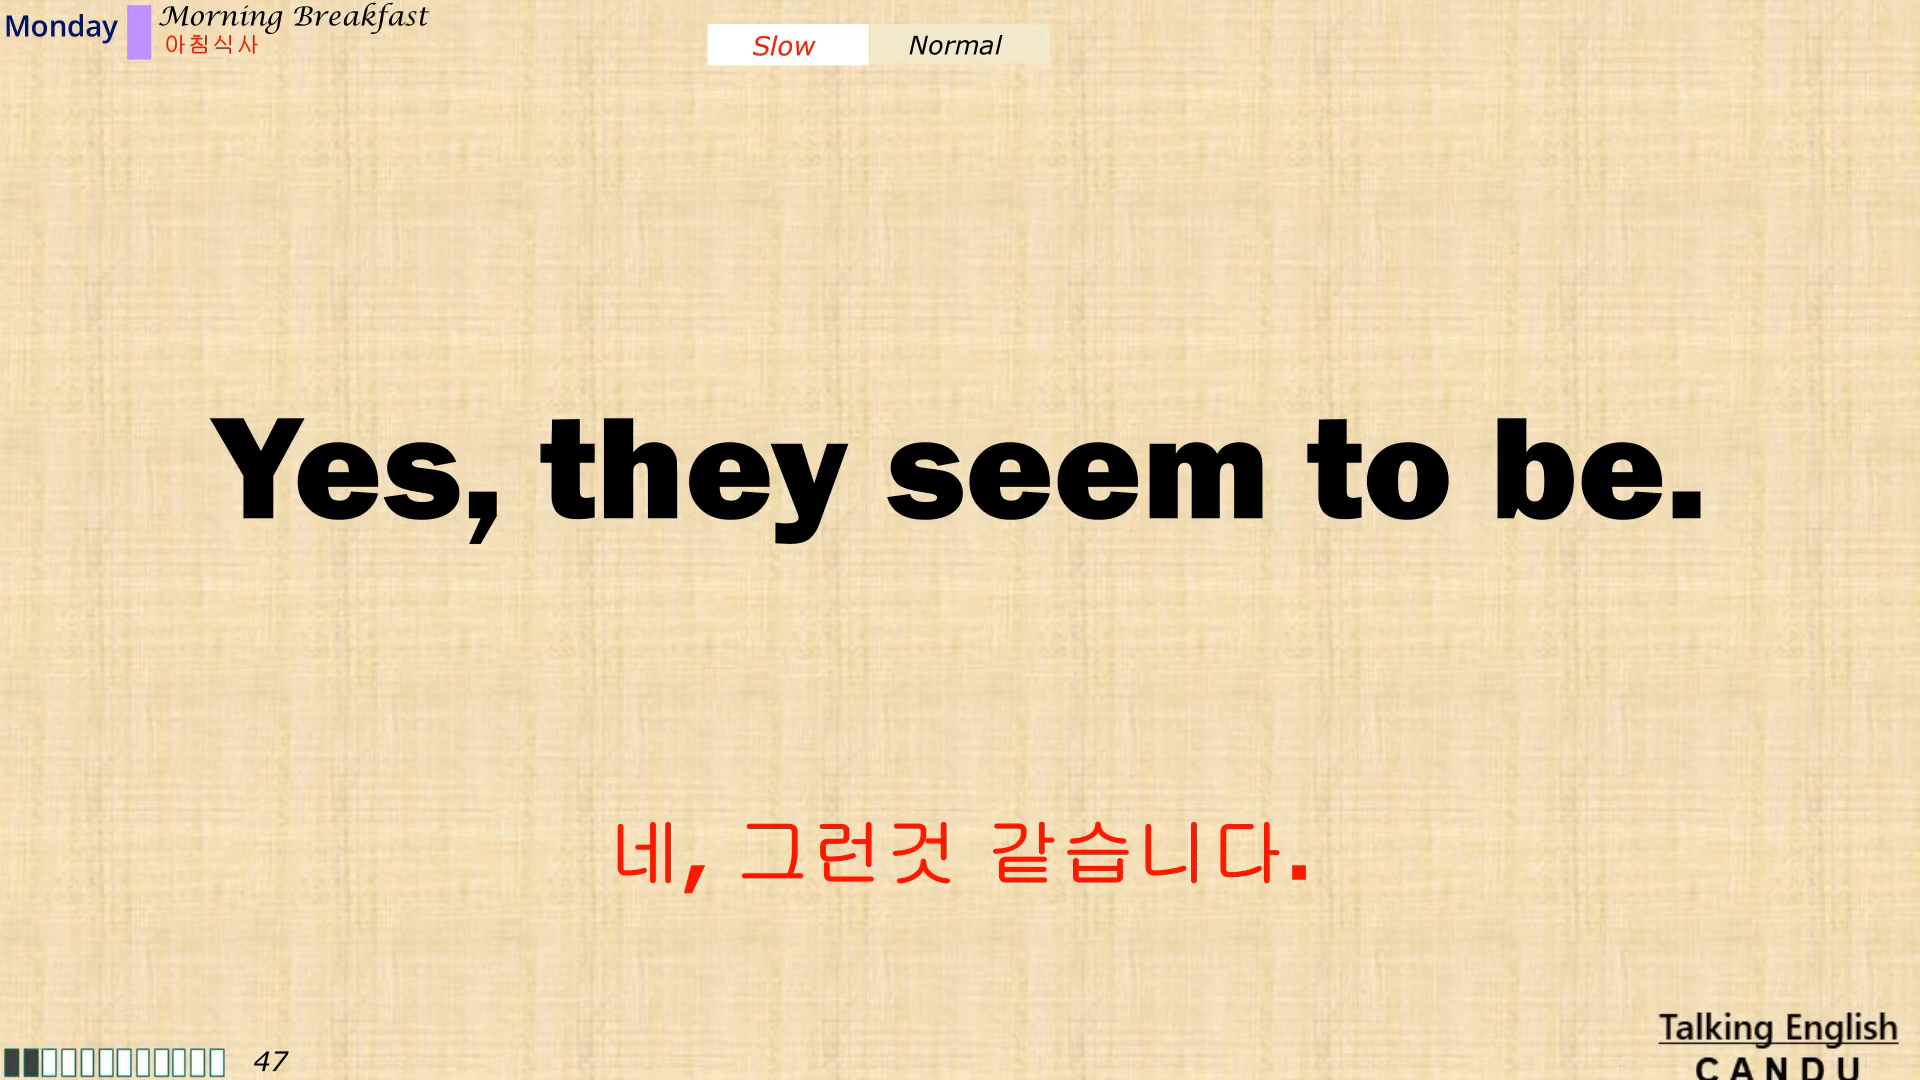 Monday
Morning Breakfast
아침식사
Slow
Normal
Yes, they seem to be.
네, 그런것 같습니다.
47
Talking English
CANDU